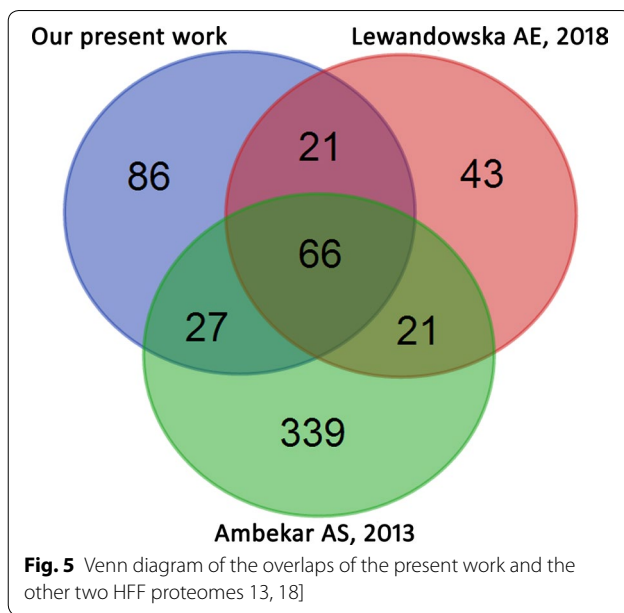 Our present work
Lewandowska AE, 2018
86
21
43
66
27
21
339
Ambekar AS, 2013
Fig. 5 Venn diagram of the overlaps of the present work and the
other two HFF proteomes 13, 18]